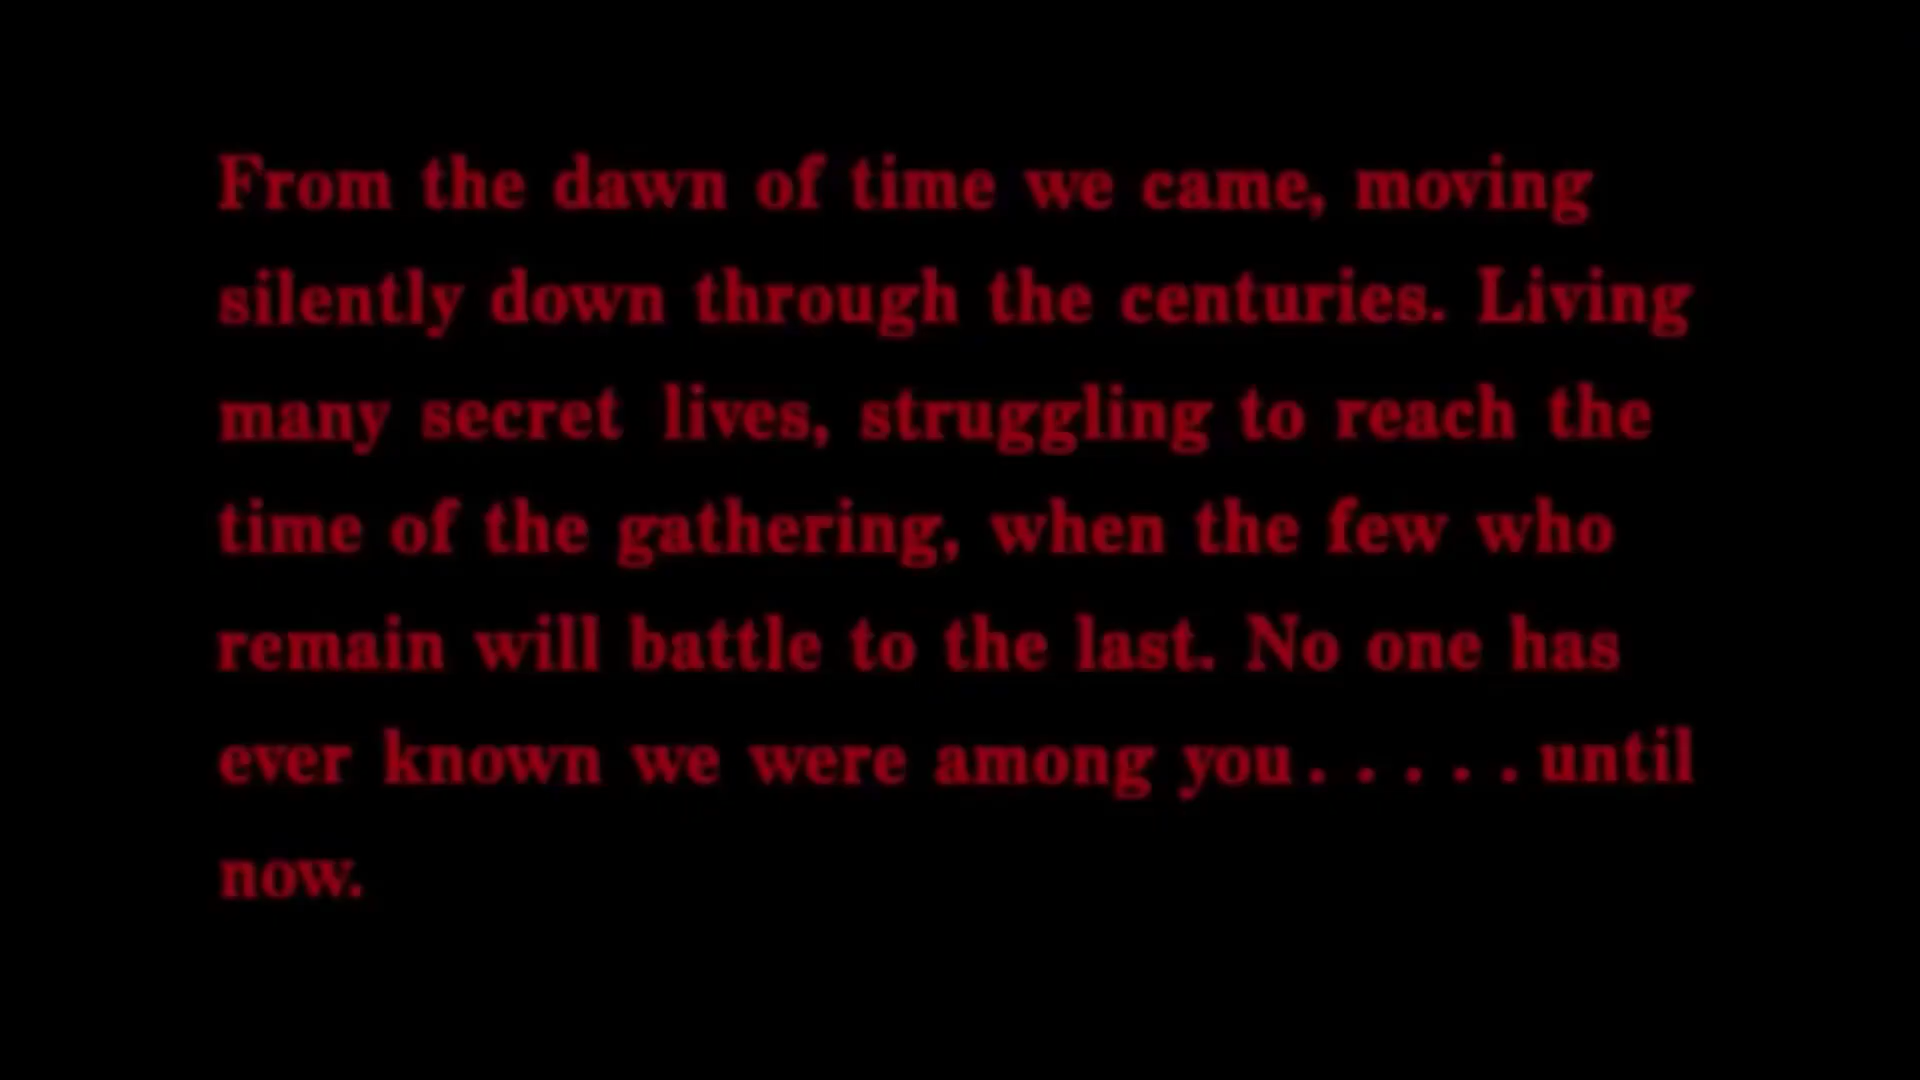 From the dawn of time we came, moving
silently down through the centuries. Living
many secret lives, struggling to reach the
time of the gathering, when the few who
remain will battle to the last. No one has
ever known we were among you. . . . . until
now.